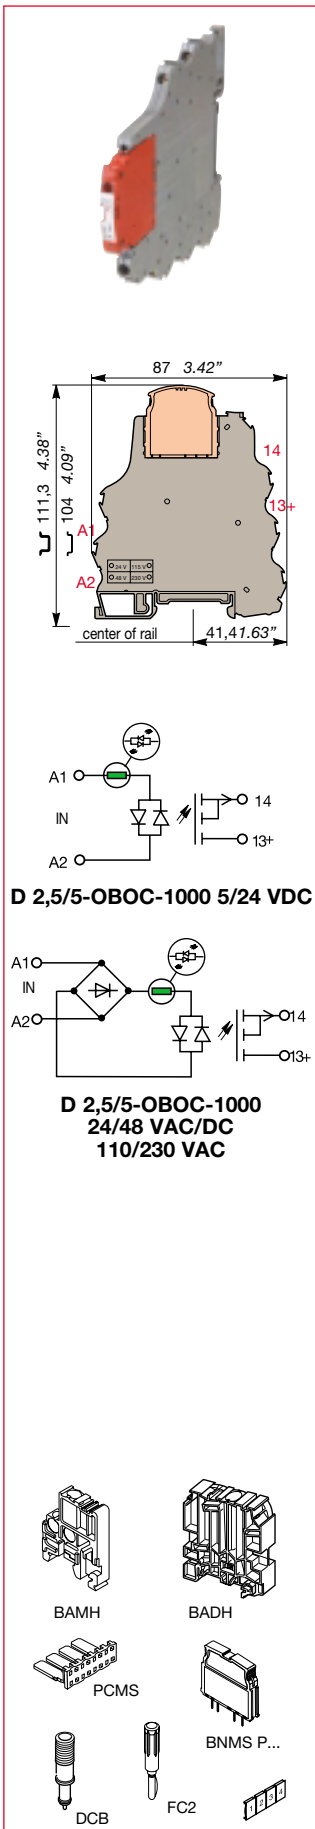 87 3.42”
111,3 4.38”
104 4.09”
14
13+
A1
A2
24 V 115 V
48 V 230 V
center of rail
41,41.63”
A1
IN
A2
14
13+
D 2,5/5-OBOC-1000 5/24 VDC
A1
IN
A2
14
13+
D 2,5/5-OBOC-1000
24/48 VAC/DC
110/230 VAC
BAMH
BADH
PCMS
BNMS P...
DCB
FC2
1 2 3 4